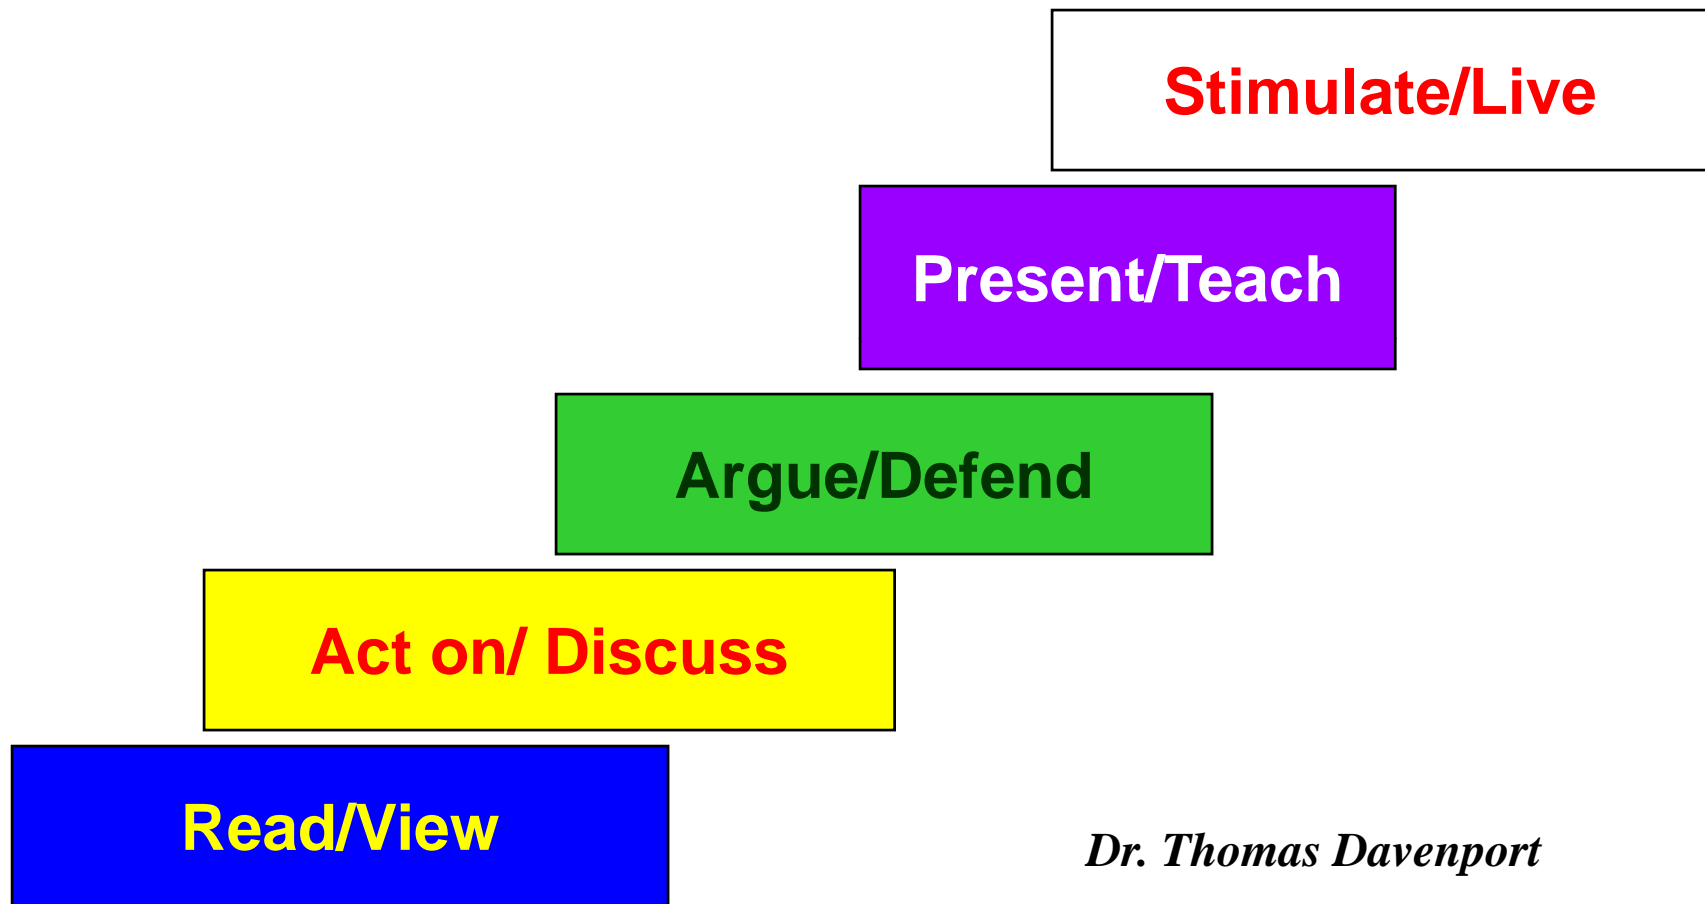 Stimulate/Live
Present/Teach
Argue/Defend
Act on/ Discuss
Read/View
Dr. Thomas Davenport